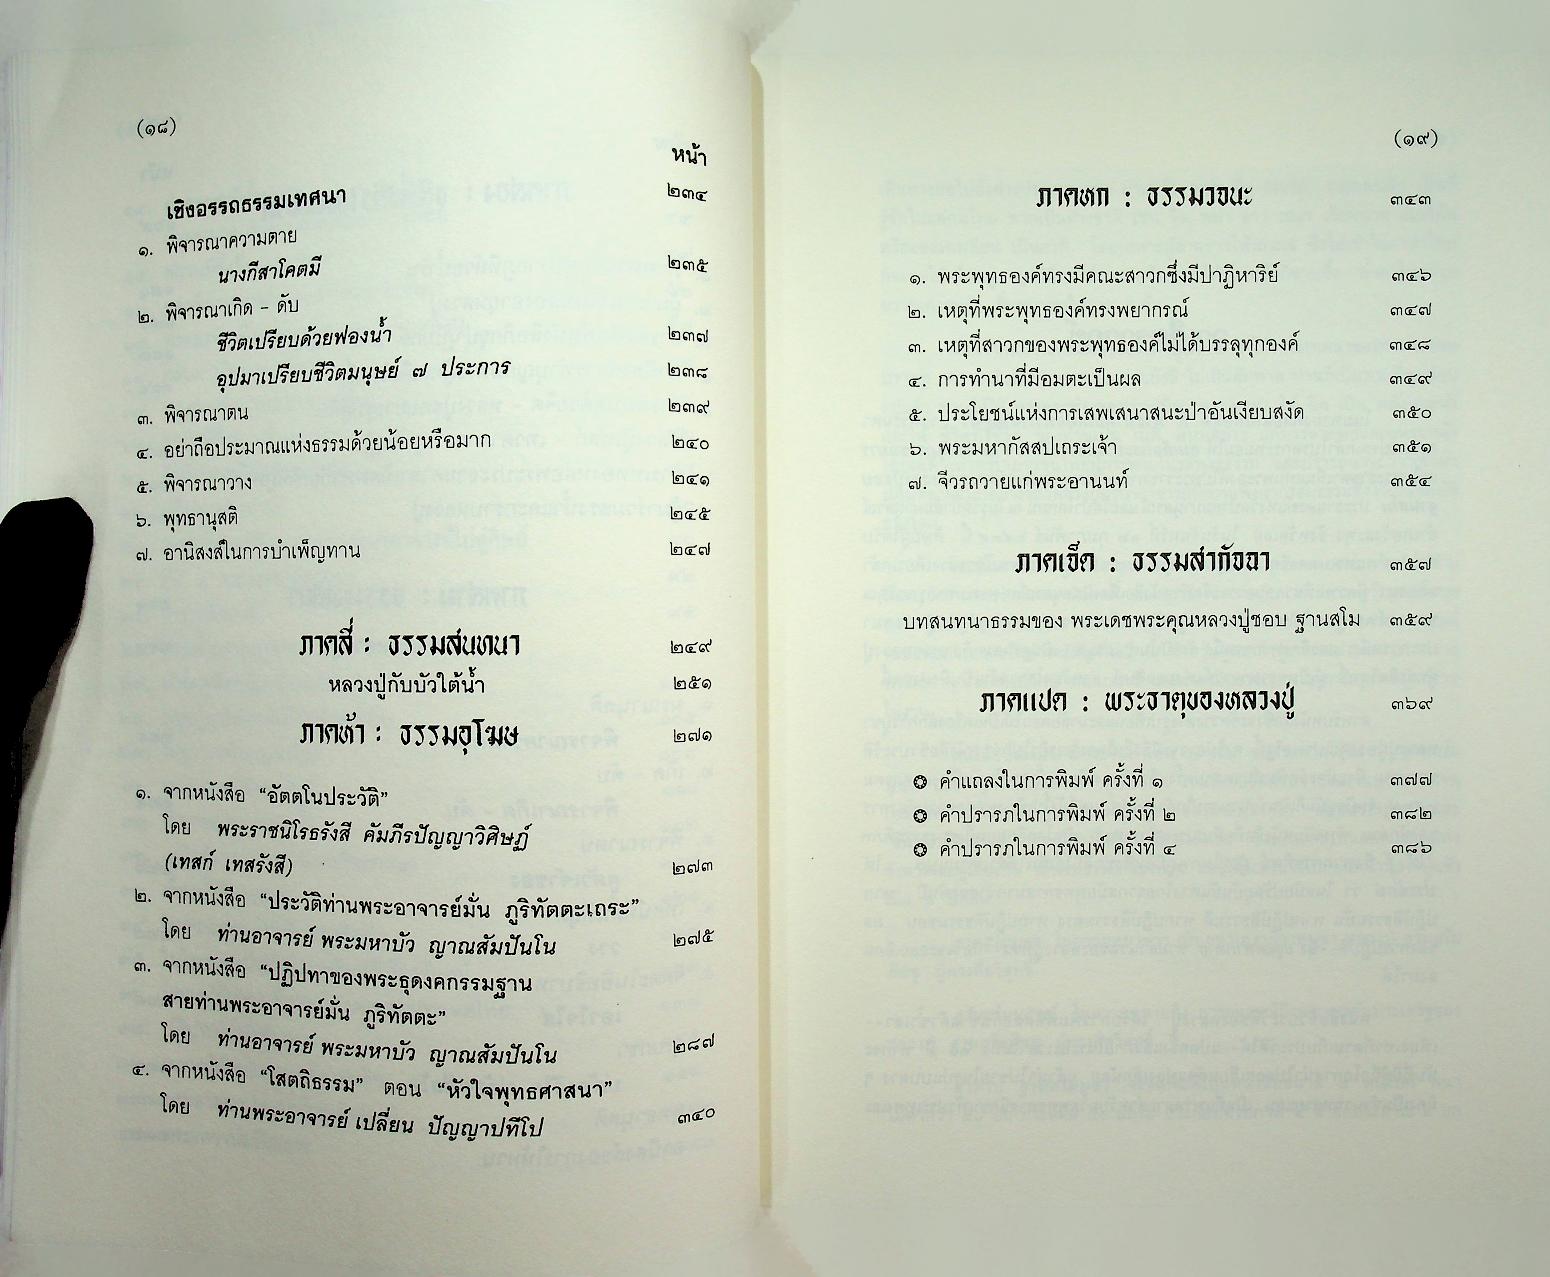 (๑๘)
หน้า
เชิงอรรถธรรมเทศนา ๒๓๔
๑. พิจารณาความตาย
นางกีสาโคตมี ๒๓๕
๒. พิจารณาเกิด - ดับ
ชีวิตเปรียบด้วยฟองน้ำ ๒๓๗
อุปมาเปรียบชีวิตมนุษย์ ๗ ประการ ๒๓๘
๓. พิจารณาตน ๒๓๙
๔. อย่าถือประมาณแห่งธรรมด้วยน้อยหรือมาก ๒๔๐
๕. พิจารณาวาง ๒๔๑
๖. พุทธานุสติ ๒๔๕
๗. อานิสงส์ในการบำเพ็ญทาน ๒๔๗
ภาคสี่ : ธรรมสนทนา ๒๔๙
หลวงปู่กับบัวใต้น้ำ ๒๕๑
ภาคห้า : ธรรมอุโฆษ ๒๗๑
๑. จากหนังสือ "อัตตโนประวัติ"
โดย พระราชนิโรธรังสี คัมภีรปัญญาวิศิษฏ์
(เทสก์ เทสรังสี) ๒๗๓
๒. จากหนังสือ "ประวัติท่านพระอาจารย์มั่น ภูริทัตตะเถระ"
โดย ท่านอาจารย์ พระมหาบัว ญาณสัมปันโน ๒๗๕
๓. จากหนังสือ "ปฏิปทาของพระธุดงคกรรมฐาน
สายท่านพระอาจารย์มั่น ภูริทัตตะ"
โดย ท่านอาจารย์ พระมหาบัว ญาณสัมปันโน ๒๘๗
๔. จากหนังสือ "โสตถิธรรม" ตอน "หัวใจพุทธศาสนา"
โดย ท่านพระอาจารย์ เปลี่ยน ปัญญาปทีโป ๓๔๐
(๑๙)
ภาคหก : ธรรมวจนะ ๓๔๓
๑. พระพุทธองค์ทรงมีคณะสาวกซึ่งมีปาฏิหาริย์ ๓๔๖
๒. เหตุที่พระพุทธองค์ทรงพยากรณ์ ๓๔๗
๓. เหตุที่สาวกของพระพุทธองค์ไม่ได้บรรลุทุกองค์ ๓๔๘
๔. การทำนาที่มีอมตะเป็นผล ๓๔๙
๕. ประโยชน์แห่งการเสพเสนาสนะป่าอันเงียบสงัด ๓๕๐
๖. พระมหากัสสปเถระเจ้า ๓๕๑
๗. จีวรถวายแก่พระอานนท์ ๓๕๔
ภาคเจ็ด : ธรรมสากัจฉา ๓๕๗
บทสนทนาธรรมของ พระเดชพระคุณหลวงปู่ชอบ ฐานสโม ๓๕๙
ภาคแปด : พระธาตุของหลวงปู่ ๓๖๙
❂ คำแถลงในการพิมพ์ ครั้งที่ ๑ ๓๗๗
❂ คำปรารภในการพิมพ์ ครั้งที่ ๒ ๓๘๒
❂ คำปรารภในการพิมพ์ ครั้งที่ ๔ ๓๘๖